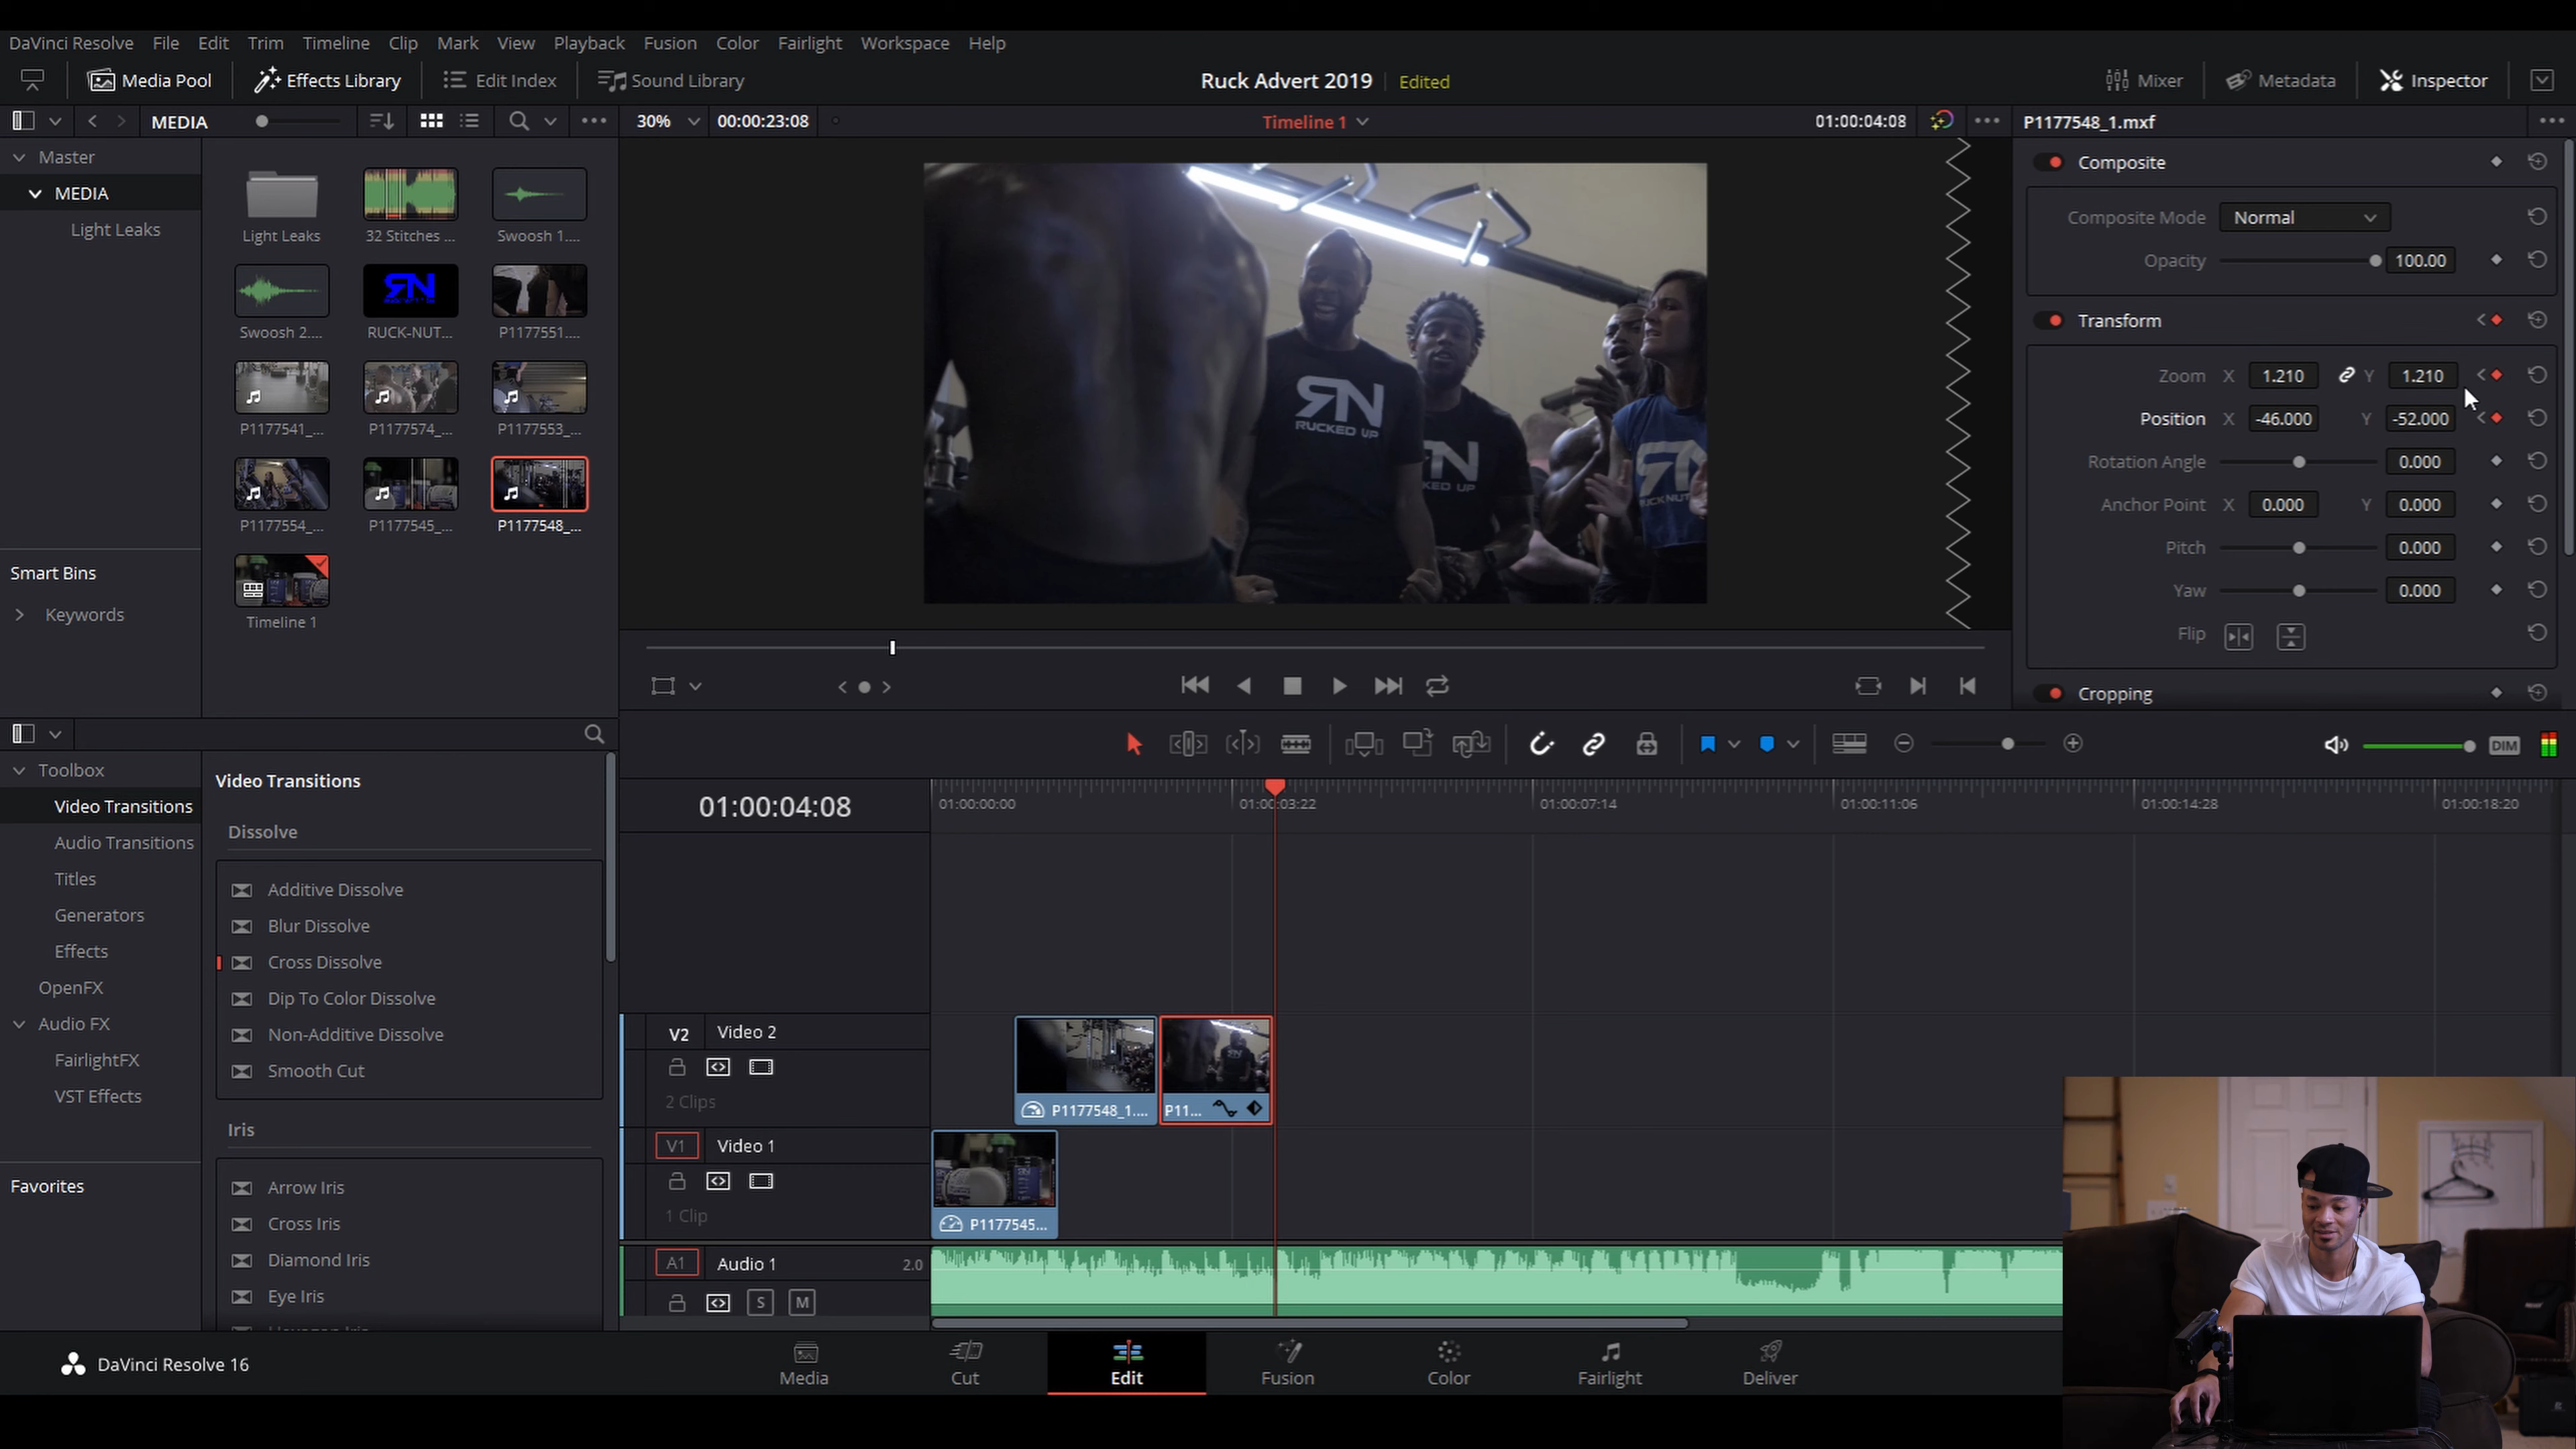 DaVinci Resolve File Edit Trim Timeline Clip Mark View Playback Fusion Color Fairlight Workspace Help
Media Pool Effects Library Edit Index Sound Library Ruck Advert 2019 Edited Mixer Metadata Inspector
MEDIA 30% 00:00:23:08 Timeline 1 01:00:04:08 P1177548_1.mxf
Master
MEDIA
Light Leaks
Smart Bins
Keywords
Light Leaks 32 Stitches ... Swoosh 1....
RN
Swoosh 2.... RUCK-NUT... P1177551....
P1177541_... P1177574_... P1177553_...
P1177554_... P1177545_... P1177548_...
Timeline 1
RN
RUCKED UP
RN
UCKED UP
RN
RUCK NUT
Composite
Composite Mode Normal
Opacity 100.00
Transform
Zoom X 1.210 Y 1.210
Position X -46.000 Y -52.000
Rotation Angle 0.000
Anchor Point X 0.000 Y 0.000
Pitch 0.000
Yaw 0.000
Flip
Cropping
DIM
Toolbox
Video Transitions
Audio Transitions
Titles
Generators
Effects
OpenFX
Audio FX
FairlightFX
VST Effects
Favorites
Video Transitions
Dissolve
Additive Dissolve
Blur Dissolve
Cross Dissolve
Dip To Color Dissolve
Non-Additive Dissolve
Smooth Cut
Iris
Arrow Iris
Cross Iris
Diamond Iris
Eye Iris
Hexagon Iris
01:00:04:08
01:00:00:00 01:00:03:22 01:00:07:14 01:00:11:06 01:00:14:28 01:00:18:20
V2 Video 2
2 Clips
P1177548_1.... P11...
V1 Video 1
1 Clip
P1177545...
A1 Audio 1 2.0
S M
DaVinci Resolve 16
Media Cut Edit Fusion Color Fairlight Deliver